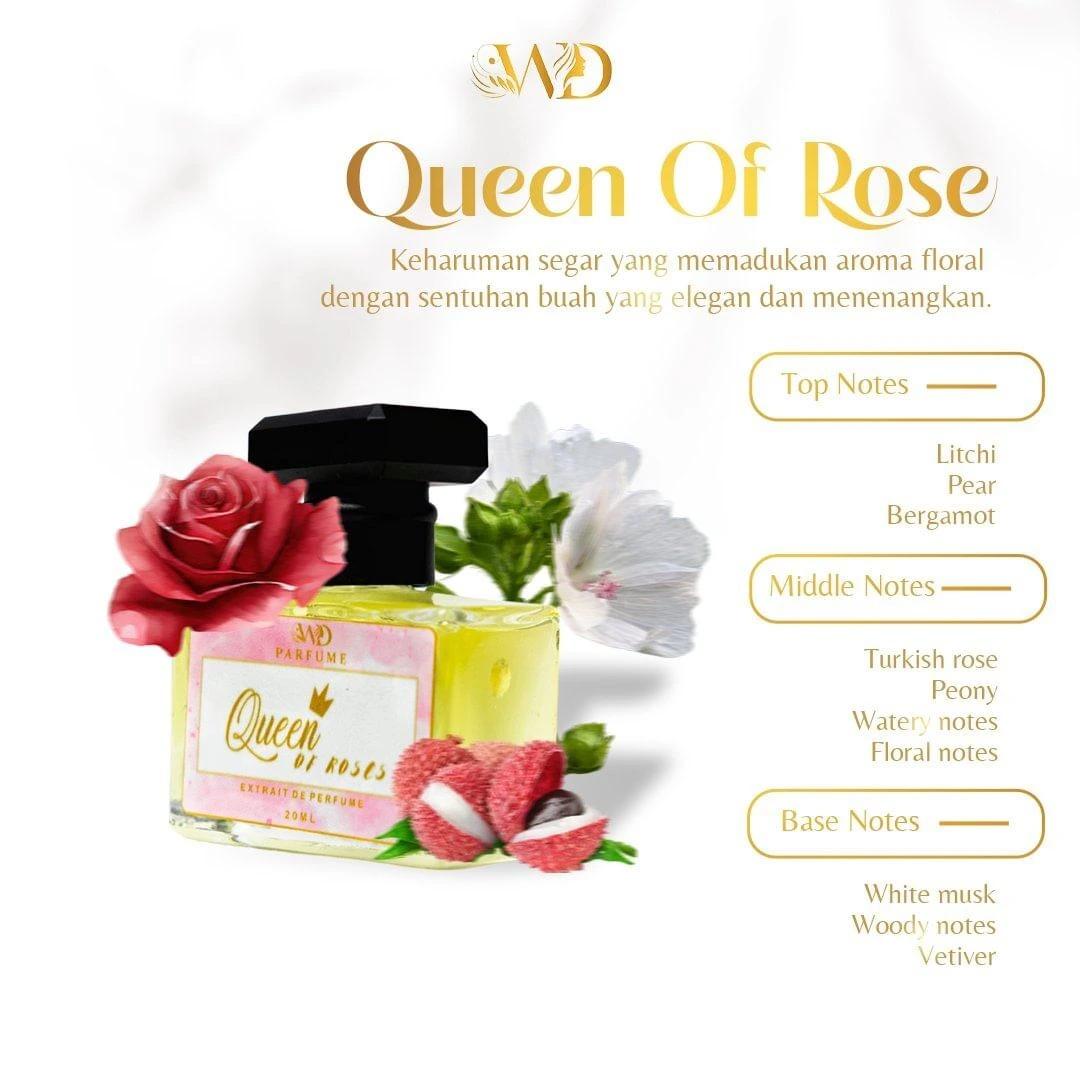 WD
Queen Of Rose
Keharuman segar yang memadukan aroma floral
dengan sentuhan buah yang elegan dan menenangkan.
Top Notes
Litchi
Pear
Bergamot
Middle Notes
Turkish rose
Peony
Watery notes
Floral notes
Base Notes
White musk
Woody notes
Vetiver
WD
PARFUME
Queen
OF ROSES
EXTRAIT DE PERFUME
20ML